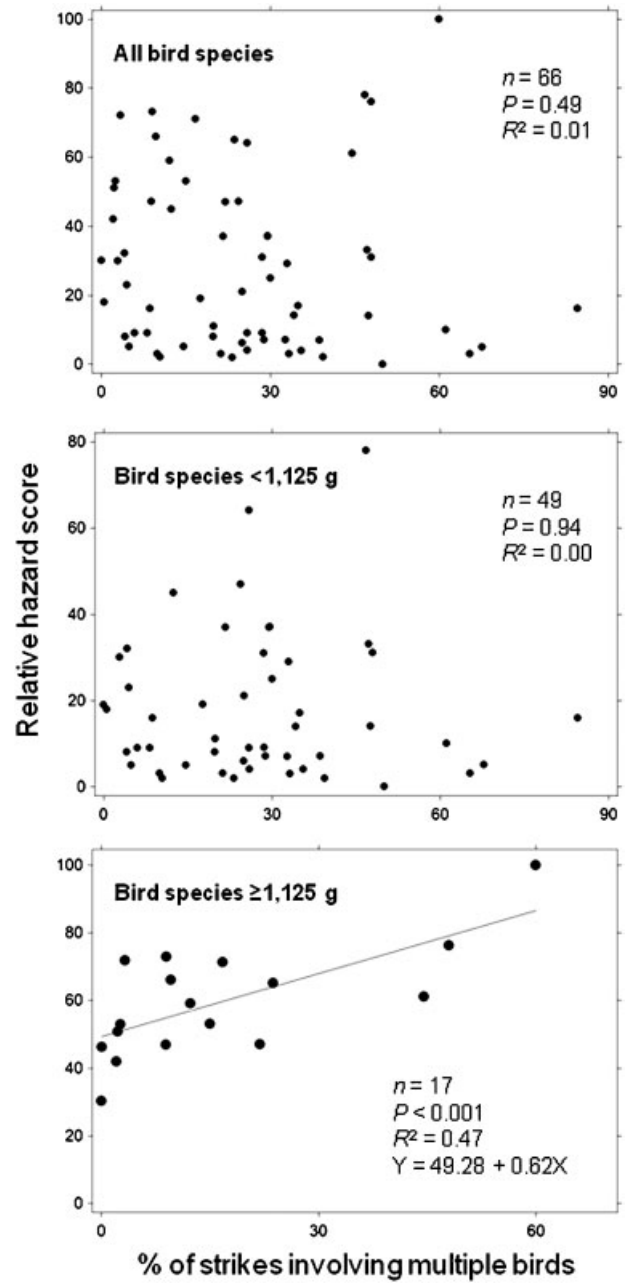 All bird species
n = 66
P = 0.49
R² = 0.01
100
80
60
40
20
0
0 30 60 90
Bird species <1,125 g
n = 49
P = 0.94
R² = 0.00
80
60
40
20
0
0 30 60 90
Relative hazard score
Bird species ≥1,125 g
100
80
60
40
20
0
n = 17
P < 0.001
R² = 0.47
Y = 49.28 + 0.62X
0 30 60
% of strikes involving multiple birds